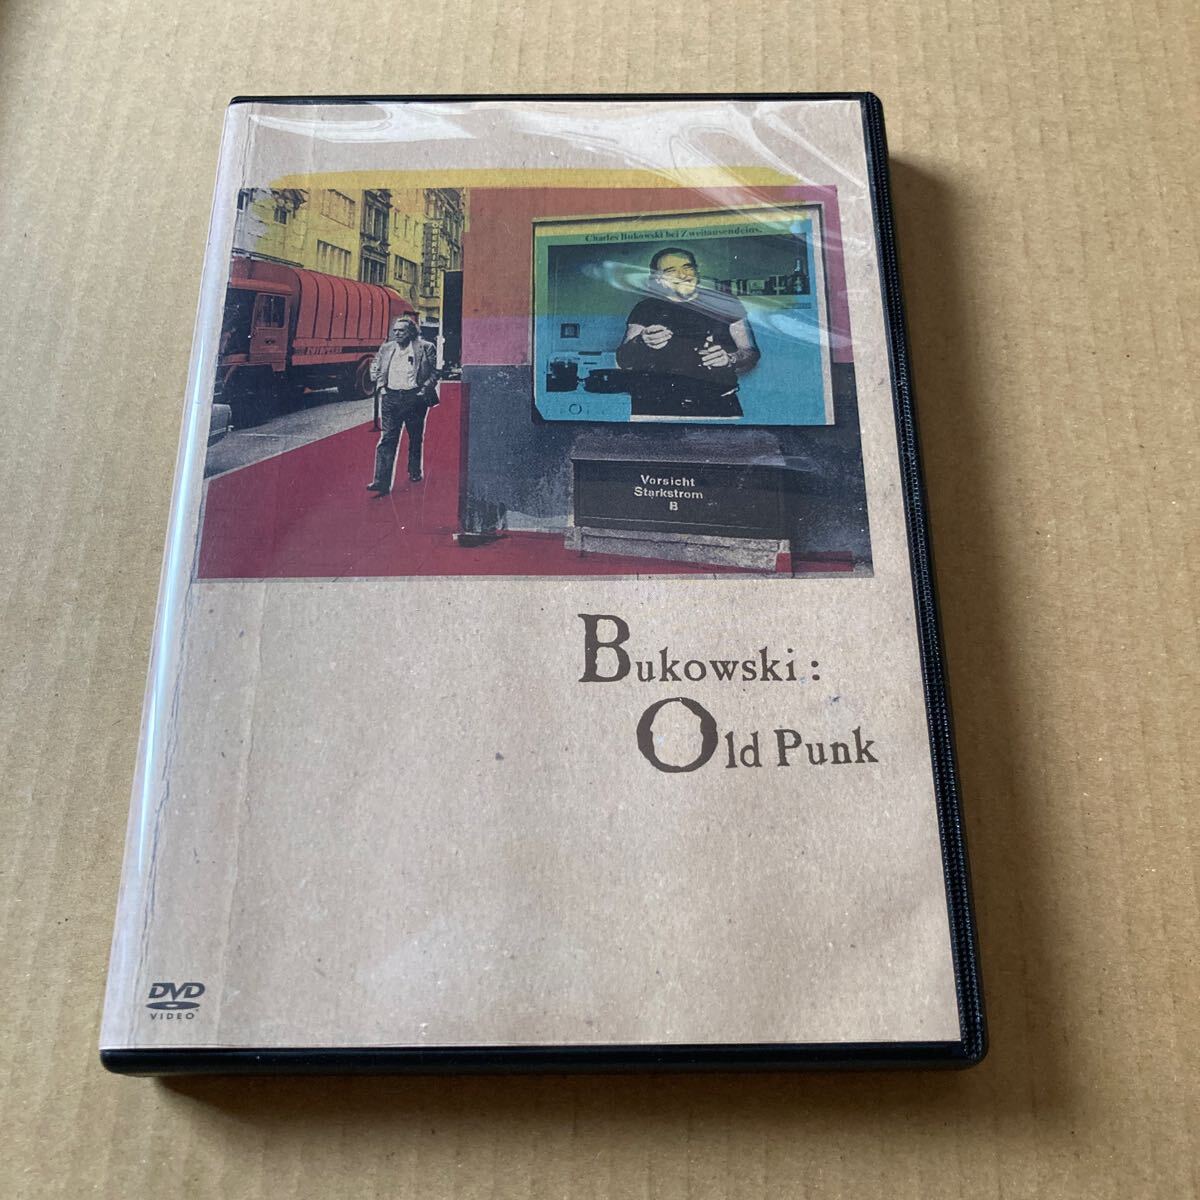 Charles Bukowski bei Zweitausendeins.
Vorsicht
Starkstrom
B
Bukowski:
Old Punk
DVD
VIDEO